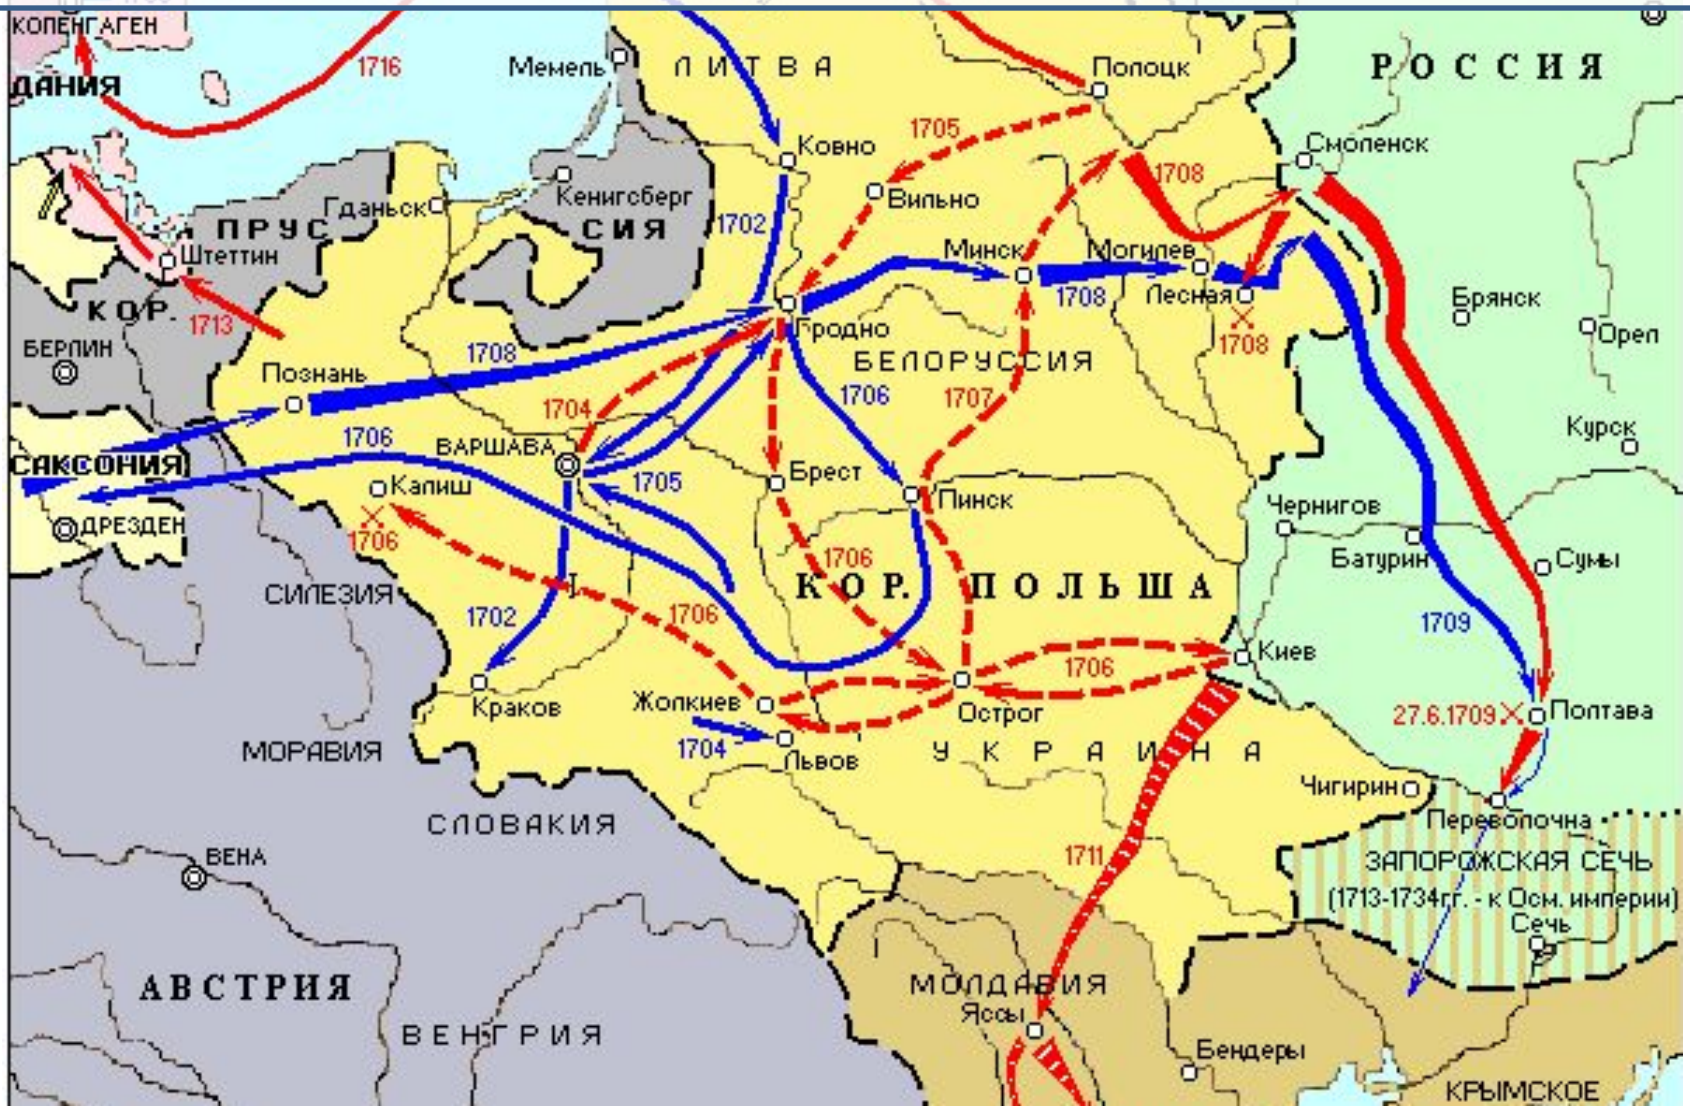 КОПЕНГАГЕН
ДАНИЯ
1716
Мемель
ЛИТВА
Полоцк
РОССИЯ
Ковно
1705
Смоленск
1708
Кенигсберг
Вильно
ПРУС
СИЯ
Гданьск
1702
Штеттин
Минск
Могилев
КОР.
1713
1708
Лесная
1708
Брянск
Орел
Гродно
БЕРЛИН
1708
БЕЛОРУССИЯ
Познань
1704
1706
1707
1706
ВАРШАВА
Курск
САКСОНИЯ
Калиш
1705
Брест
Пинск
Чернигов
ДРЕЗДЕН
1706
1706
Батурин
Сумы
СИЛЕЗИЯ
КОР. ПОЛЬША
1702
1706
1709
1706
Киев
Краков
Жолкиев
Острог
27.6.1709
Полтава
1704
Львов
УКРАИНА
МОРАВИЯ
Чигирин
Переволочна
СЛОВАКИЯ
ВЕНА
1711
ЗАПОРОЖСКАЯ СЕЧЬ
(1713-1734гг. - к Осм. империи)
Сечь
АВСТРИЯ
МОЛДАВИЯ
Яссы
ВЕНГРИЯ
Бендеры
КРЫМСКОЕ